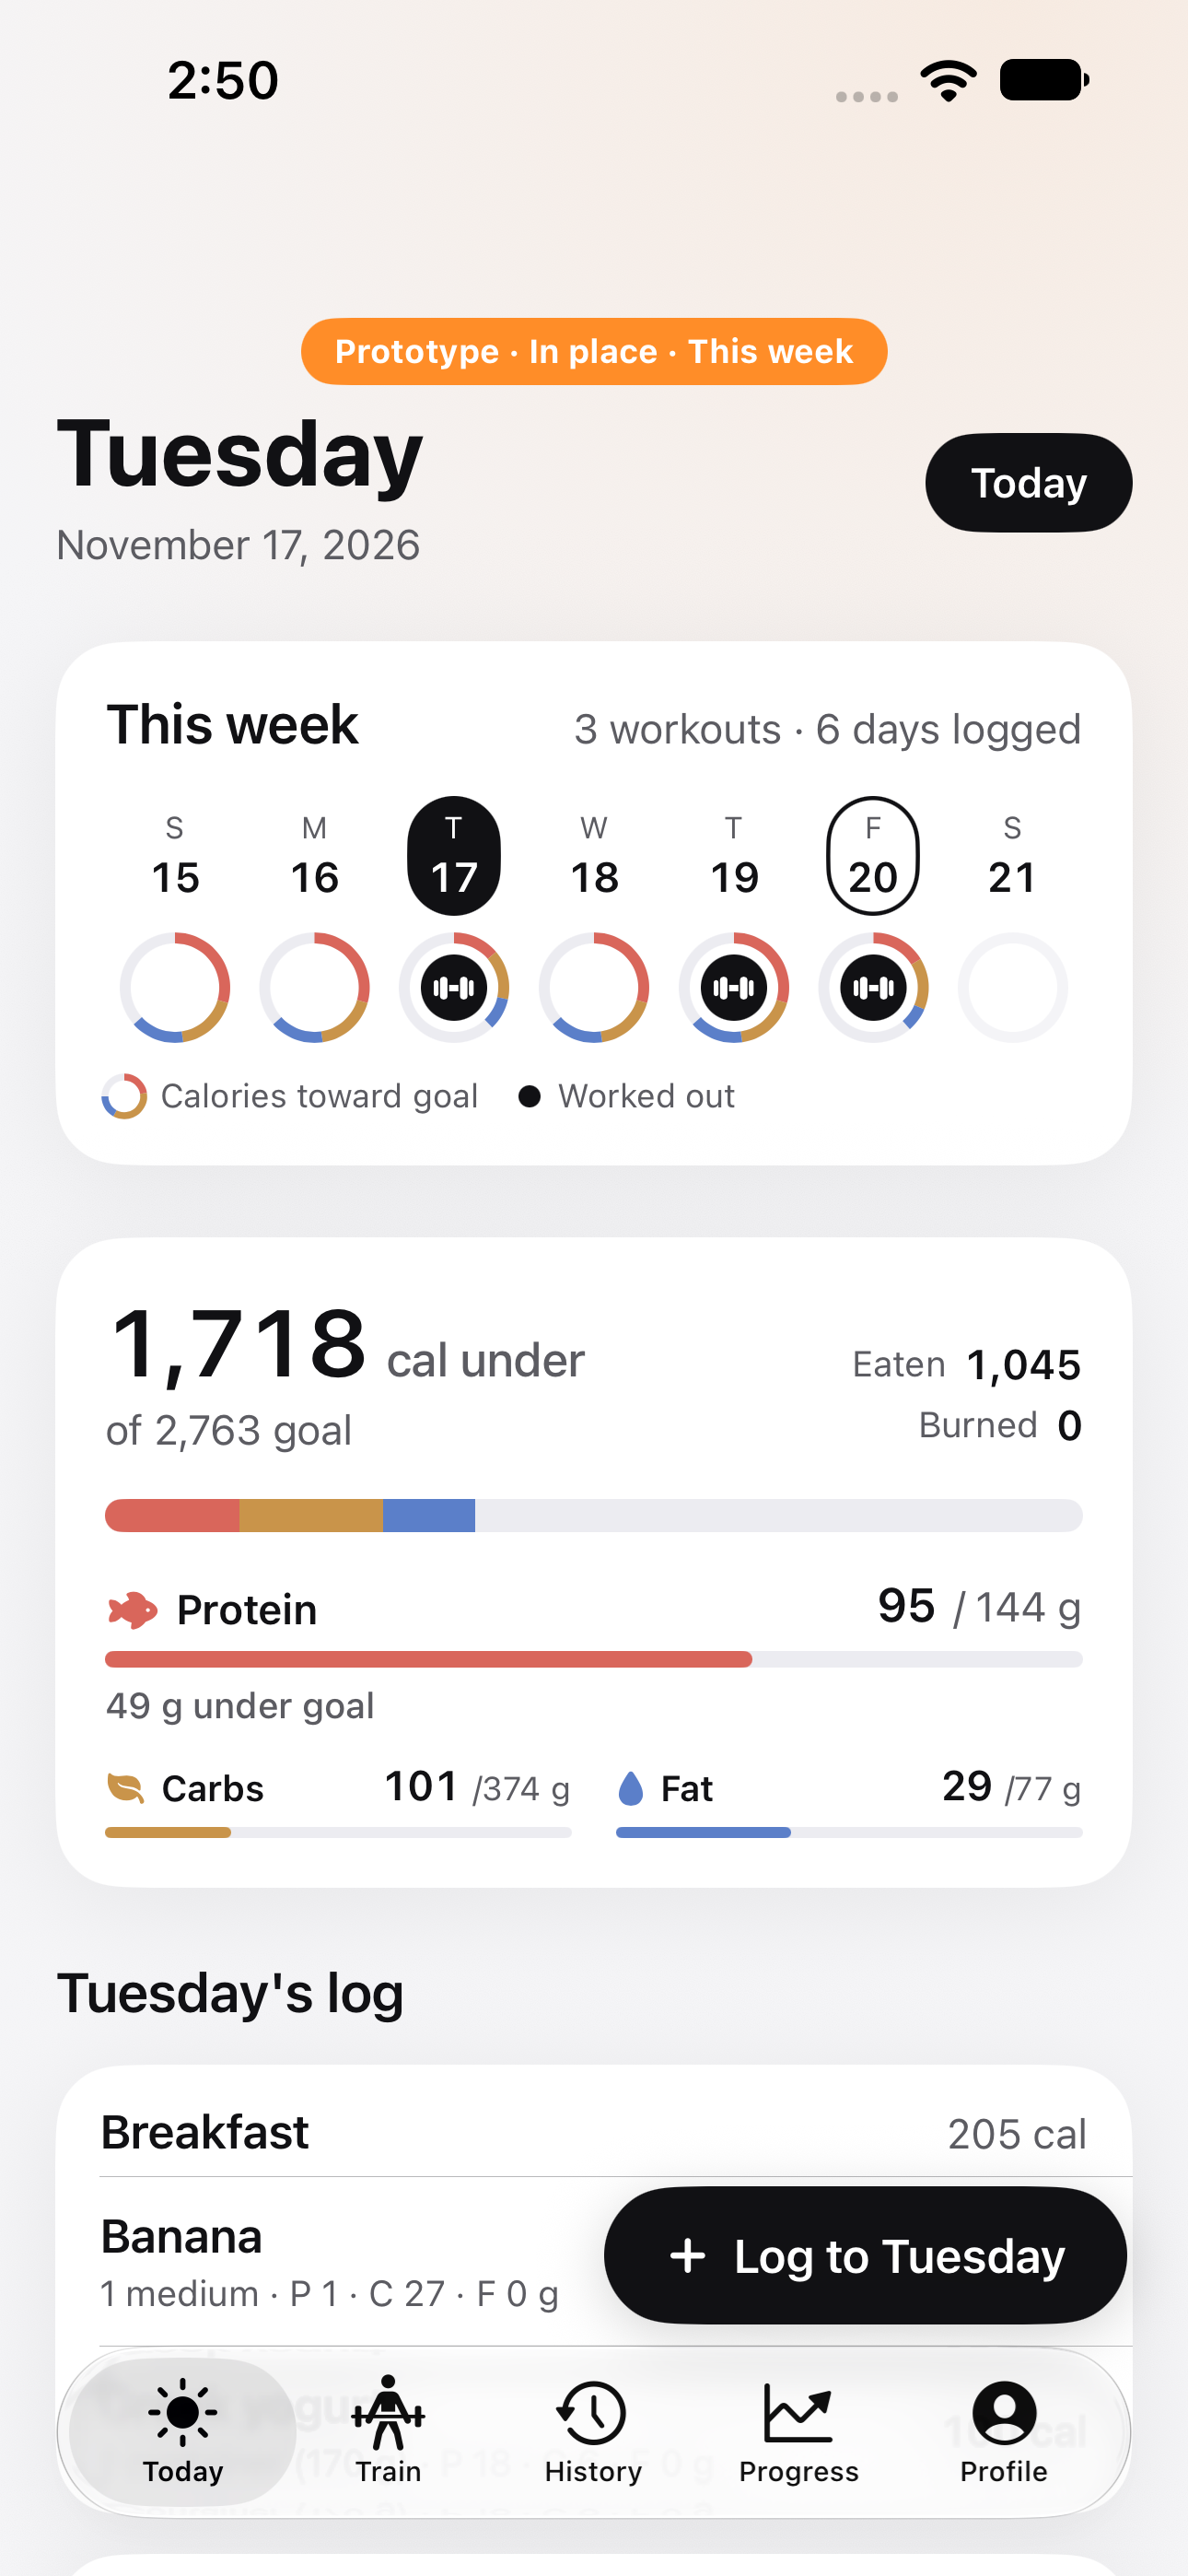 2:50
Prototype · In place · This week
Tuesday
Today
November 17, 2026
This week
3 workouts · 6 days logged
S M T W T F S
15 16 17 18 19 20 21
Calories toward goal
Worked out
1,718 cal under
of 2,763 goal
Eaten 1,045
Burned 0
Protein
95 / 144 g
49 g under goal
Carbs
101 /374 g
Fat
29 /77 g
Tuesday's log
Breakfast
205 cal
Banana
1 medium · P 1 · C 27 · F 0 g
+ Log to Tuesday
Today
Train
History
Progress
Profile